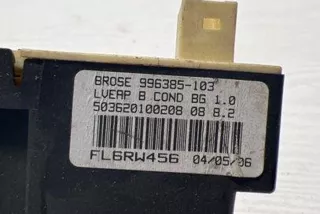 BROSE 996385-103
LVEAP B COND BG 1.0
503620100208 08 8.2
FL6RW456 04/05/06